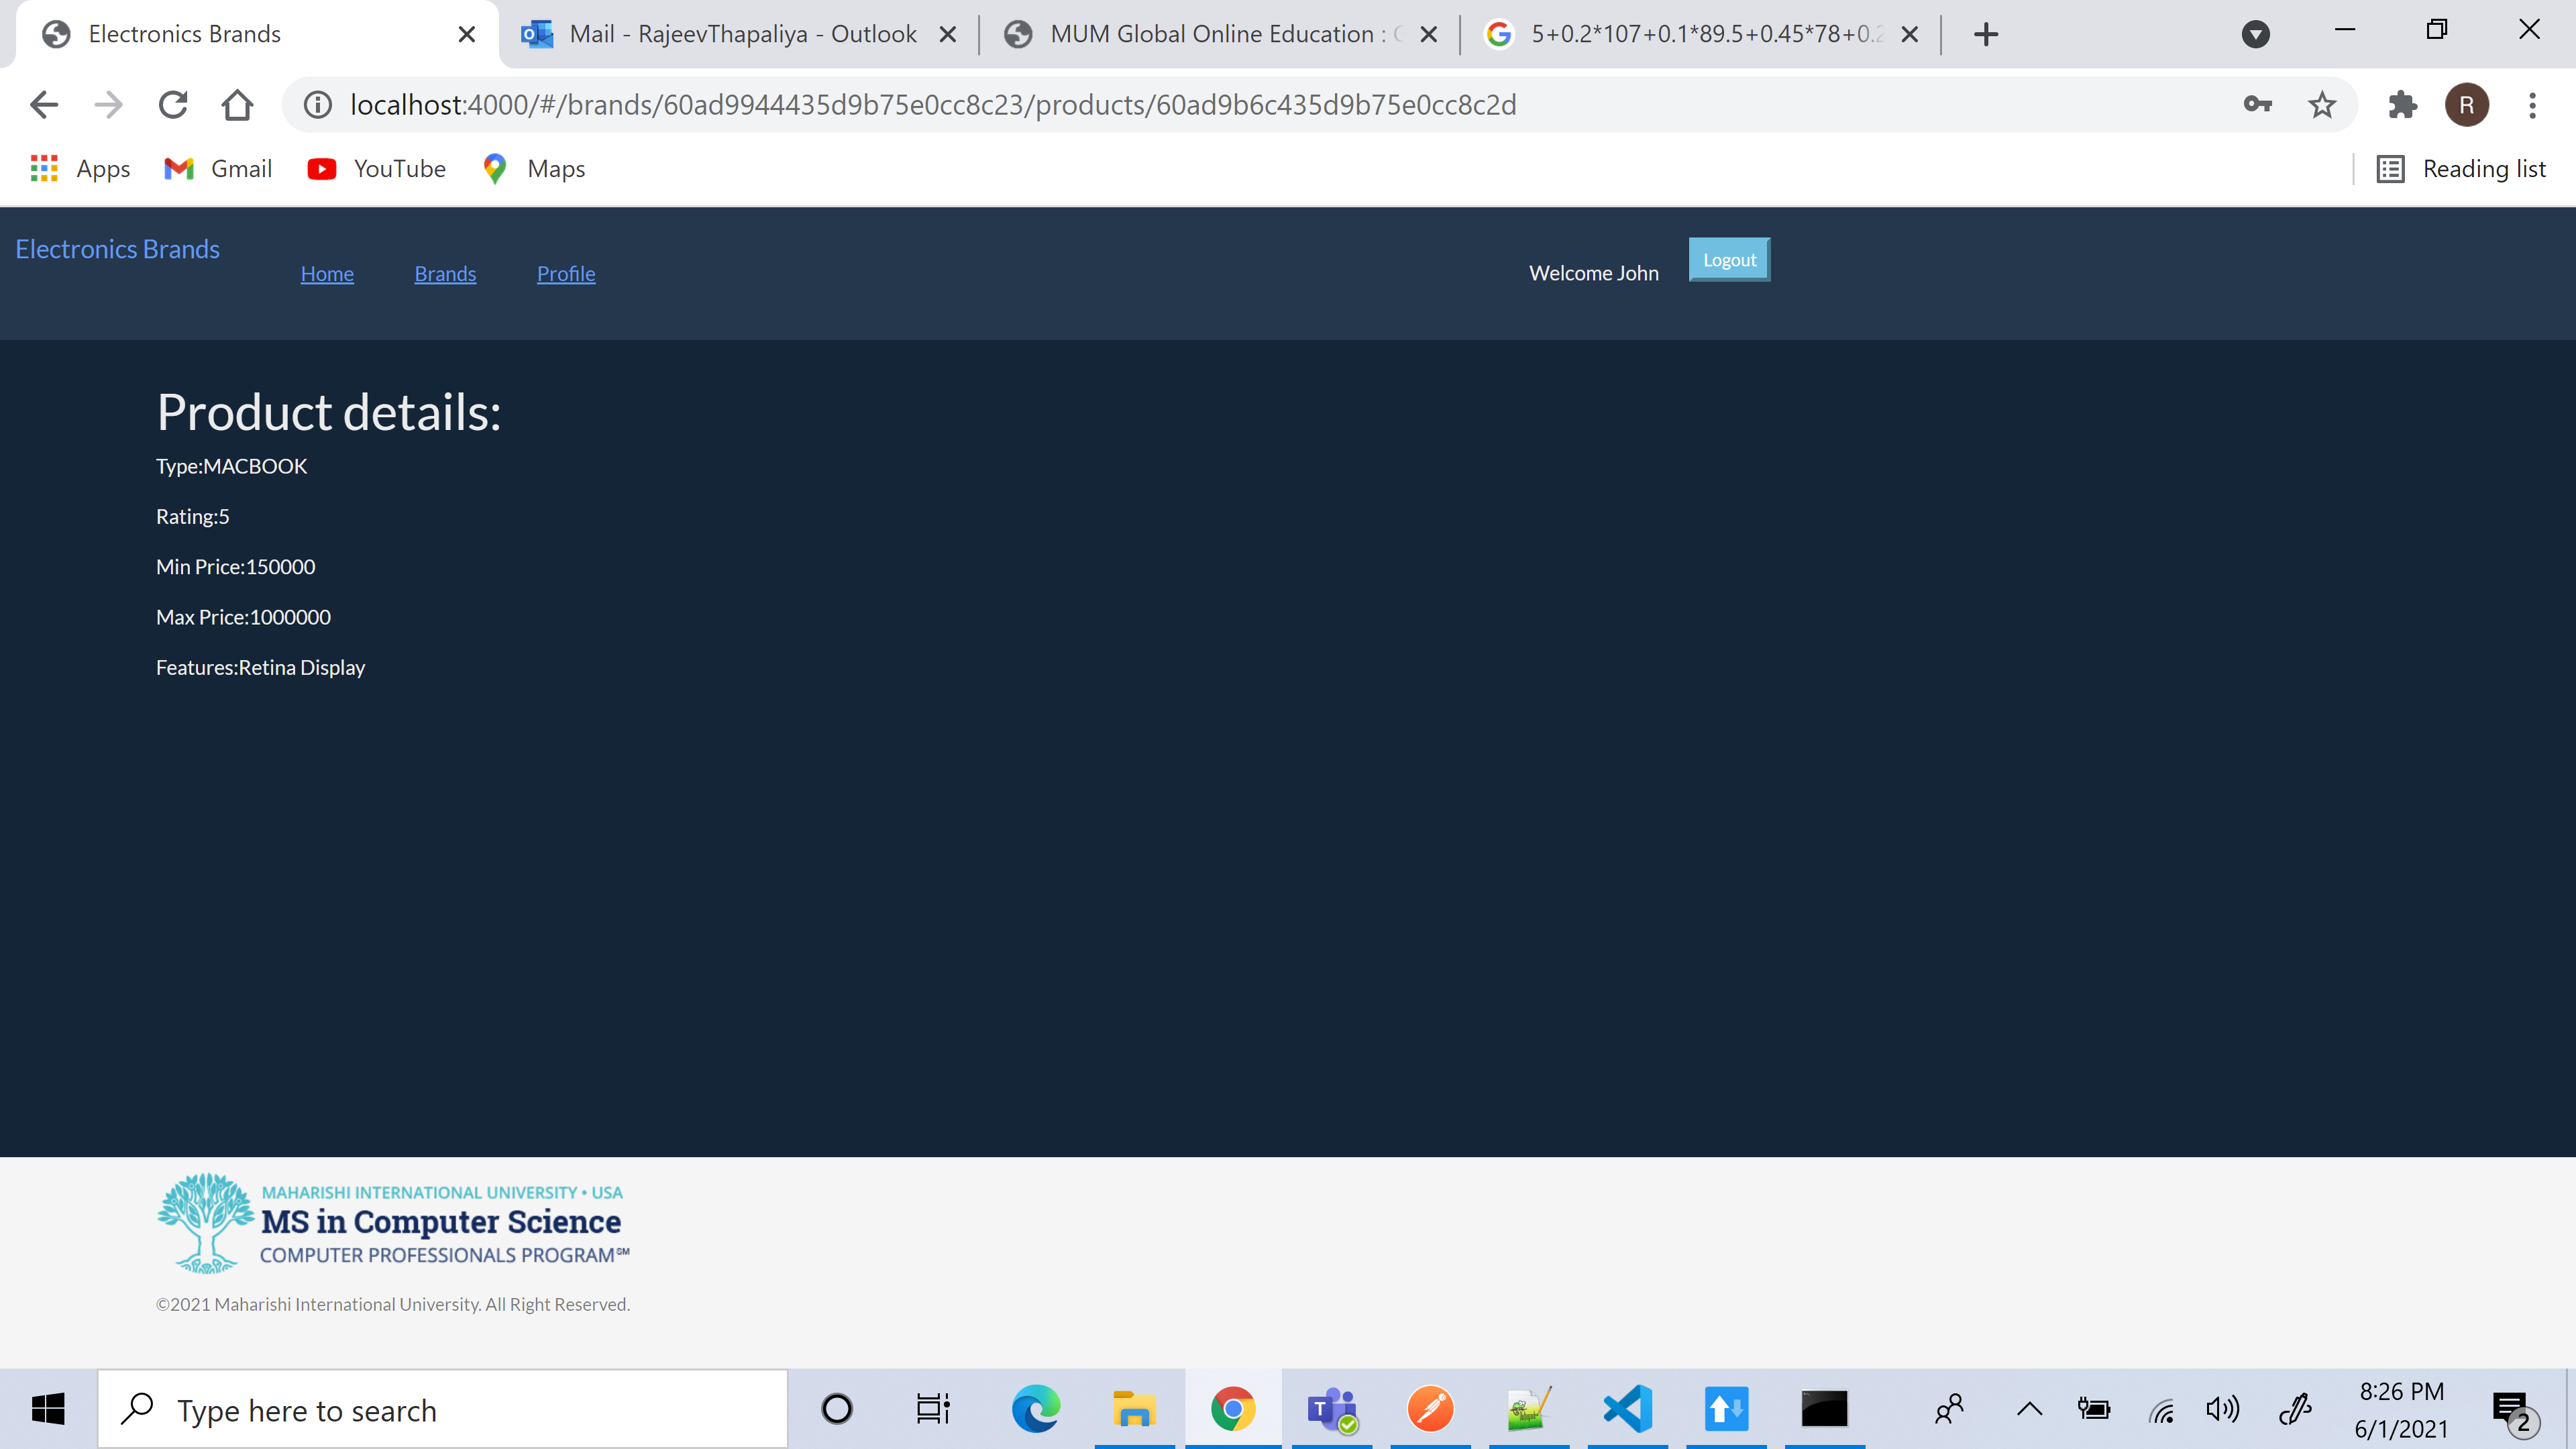 Electronics Brands
Mail - RajeevThapaliya - Outlook
MUM Global Online Education :
5+0.2*107+0.1*89.5+0.45*78+0.2
localhost:4000/#/brands/60ad9944435d9b75e0cc8c23/products/60ad9b6c435d9b75e0cc8c2d
R
Apps
Gmail
YouTube
Maps
Reading list
Electronics Brands
Home
Brands
Profile
Welcome John
Logout
Product details:
Type:MACBOOK
Rating:5
Min Price:150000
Max Price:1000000
Features:Retina Display
MAHARISHI INTERNATIONAL UNIVERSITY • USA
MS in Computer Science
COMPUTER PROFESSIONALS PROGRAM℠
©2021 Maharishi International University. All Right Reserved.
Type here to search
8:26 PM
6/1/2021
2